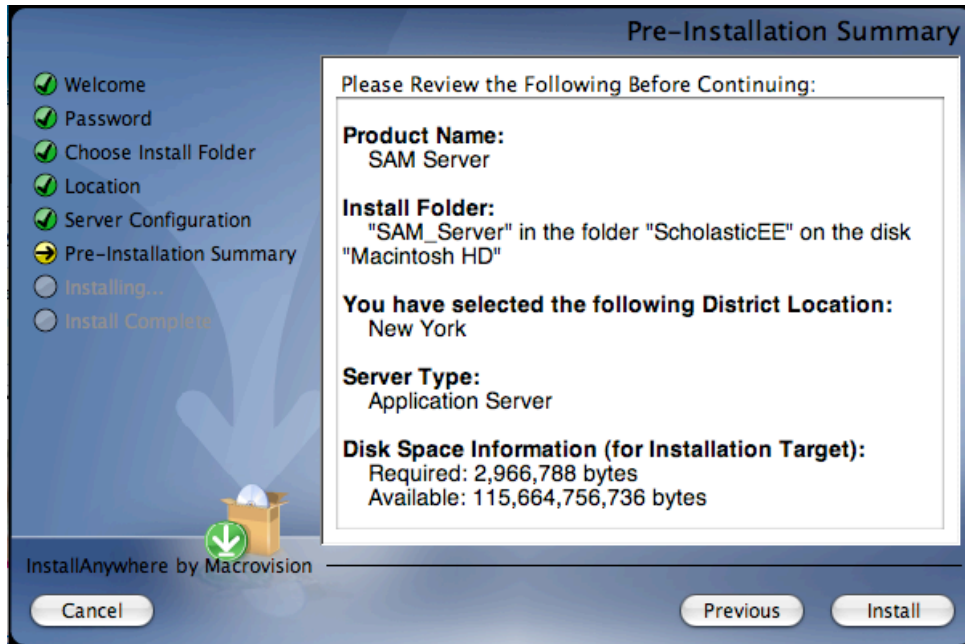 Pre-Installation Summary
Welcome
Password
Choose Install Folder
Location
Server Configuration
Pre-Installation Summary
Installing...
Install Complete
Please Review the Following Before Continuing:
Product Name:
SAM Server
Install Folder:
"SAM_Server" in the folder "ScholasticEE" on the disk
"Macintosh HD"
You have selected the following District Location:
New York
Server Type:
Application Server
Disk Space Information (for Installation Target):
Required: 2,966,788 bytes
Available: 115,664,756,736 bytes
InstallAnywhere by Macrovision
Cancel
Previous
Install